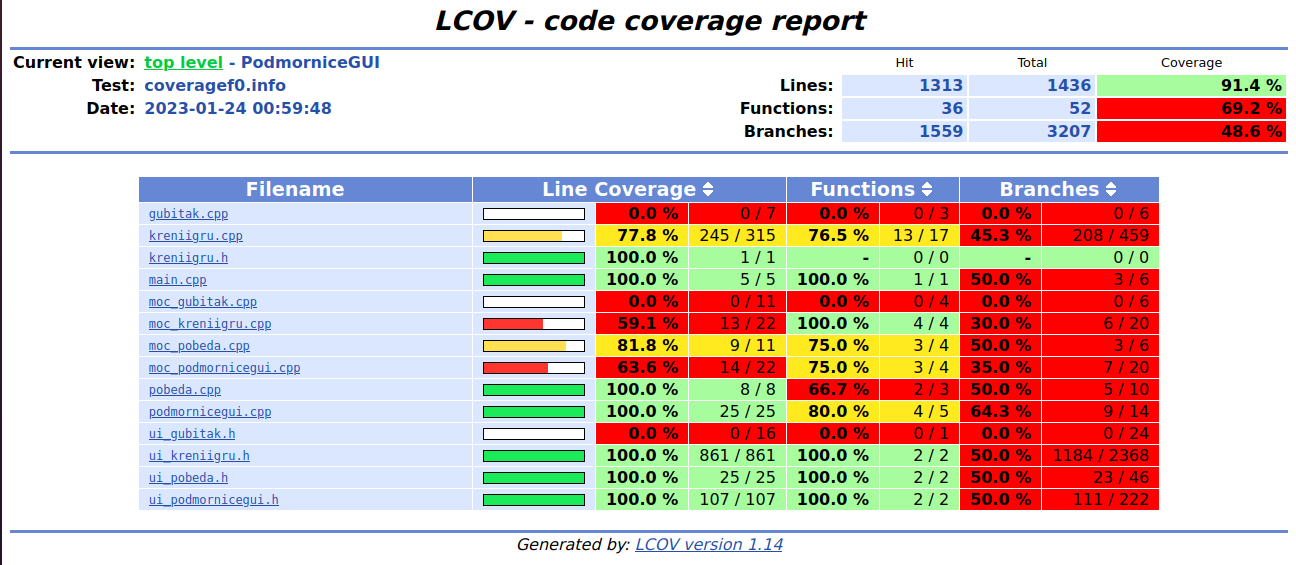 LCOV - code coverage report
Current view: top level - PodmorniceGUI Hit Total Coverage
Test: coveragef0.info Lines: 1313 1436 91.4 %
Date: 2023-01-24 00:59:48 Functions: 36 52 69.2 %
Branches: 1559 3207 48.6 %
Filename Line Coverage Functions Branches
gubitak.cpp 0.0 % 0 / 7 0.0 % 0 / 3 0.0 % 0 / 6
kreniigru.cpp 77.8 % 245 / 315 76.5 % 13 / 17 45.3 % 208 / 459
kreniigru.h 100.0 % 1 / 1 - 0 / 0 - 0 / 0
main.cpp 100.0 % 5 / 5 100.0 % 1 / 1 50.0 % 3 / 6
moc_gubitak.cpp 0.0 % 0 / 11 0.0 % 0 / 4 0.0 % 0 / 6
moc_kreniigru.cpp 59.1 % 13 / 22 100.0 % 4 / 4 30.0 % 6 / 20
moc_pobeda.cpp 81.8 % 9 / 11 75.0 % 3 / 4 50.0 % 3 / 6
moc_podmornicegui.cpp 63.6 % 14 / 22 75.0 % 3 / 4 35.0 % 7 / 20
pobeda.cpp 100.0 % 8 / 8 66.7 % 2 / 3 50.0 % 5 / 10
podmornicegui.cpp 100.0 % 25 / 25 80.0 % 4 / 5 64.3 % 9 / 14
ui_gubitak.h 0.0 % 0 / 16 0.0 % 0 / 1 0.0 % 0 / 24
ui_kreniigru.h 100.0 % 861 / 861 100.0 % 2 / 2 50.0 % 1184 / 2368
ui_pobeda.h 100.0 % 25 / 25 100.0 % 2 / 2 50.0 % 23 / 46
ui_podmornicegui.h 100.0 % 107 / 107 100.0 % 2 / 2 50.0 % 111 / 222
Generated by: LCOV version 1.14